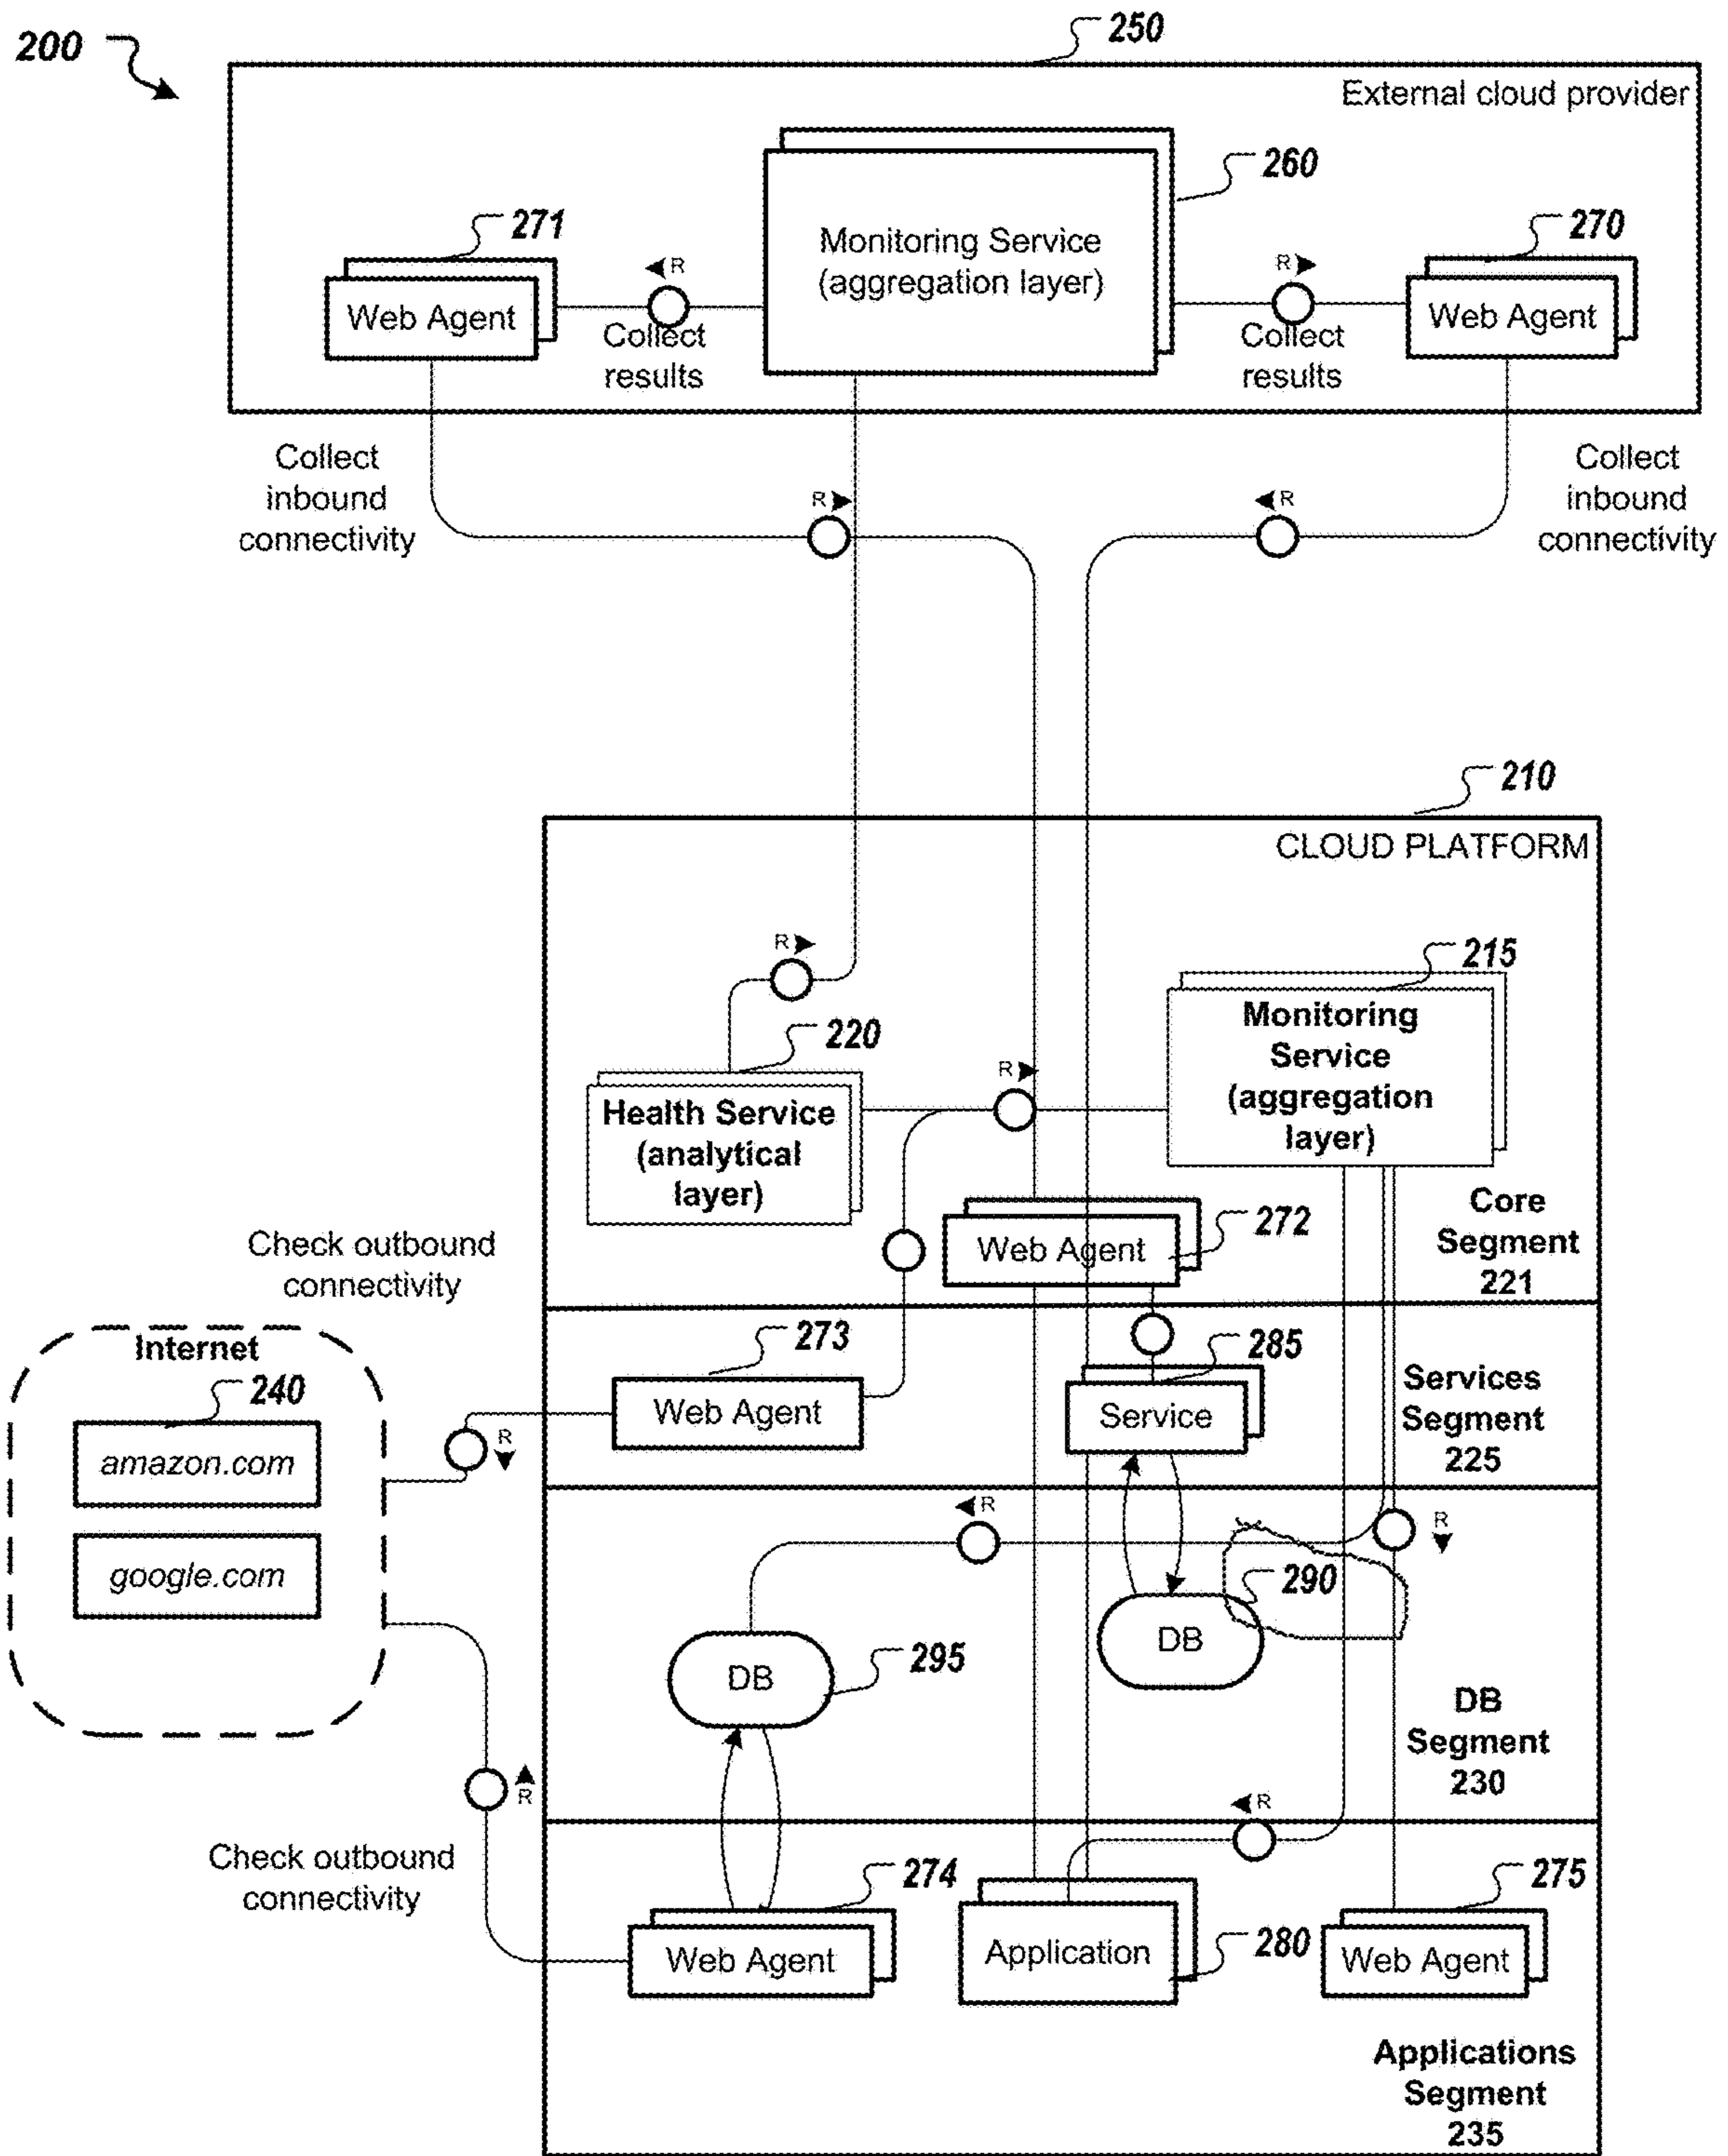 200
250
External cloud provider
260
Monitoring Service
(aggregation layer)
271
Web Agent
R
Collect
results
R
Collect
results
270
Web Agent
Collect
inbound
connectivity
R
R
Collect
inbound
connectivity
210
CLOUD PLATFORM
R
215
Monitoring
Service
(aggregation
layer)
220
Health Service
(analytical
layer)
R
272
Web Agent
Core
Segment
221
Check outbound
connectivity
Internet
240
amazon.com
google.com
R
273
Web Agent
285
Service
Services
Segment
225
R
R
290
DB
295
DB
DB
Segment
230
R
R
Check outbound
connectivity
274
Web Agent
280
Application
275
Web Agent
Applications
Segment
235